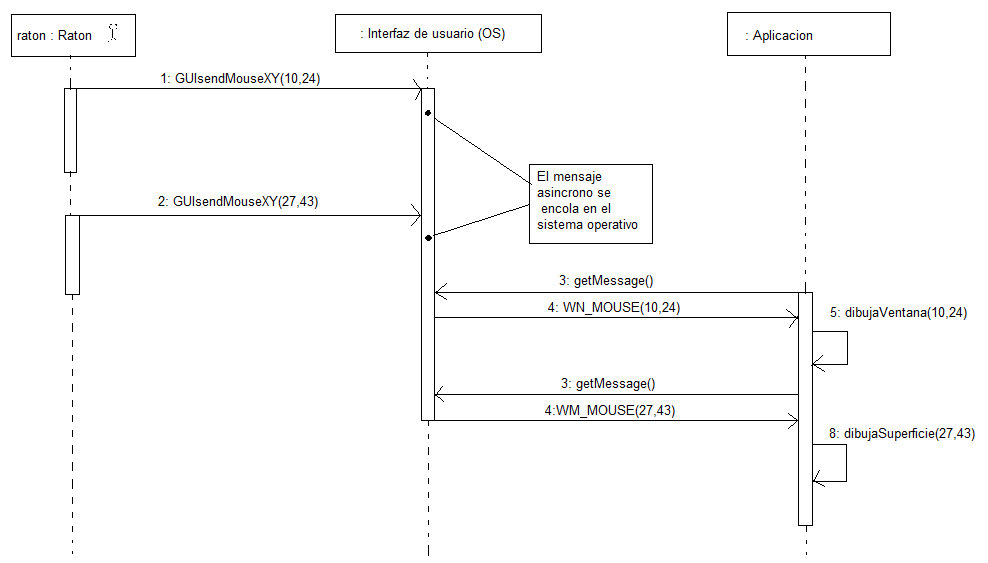 raton : Raton
: Interfaz de usuario (OS)
: Aplicacion
1: GUIsendMouseXY(10,24)
El mensaje
asincrono se
encola en el
sistema operativo
2: GUIsendMouseXY(27,43)
3: getMessage()
4: WN_MOUSE(10,24)
5: dibujaVentana(10,24)
3: getMessage()
4:WM_MOUSE(27,43)
8: dibujaSuperficie(27,43)